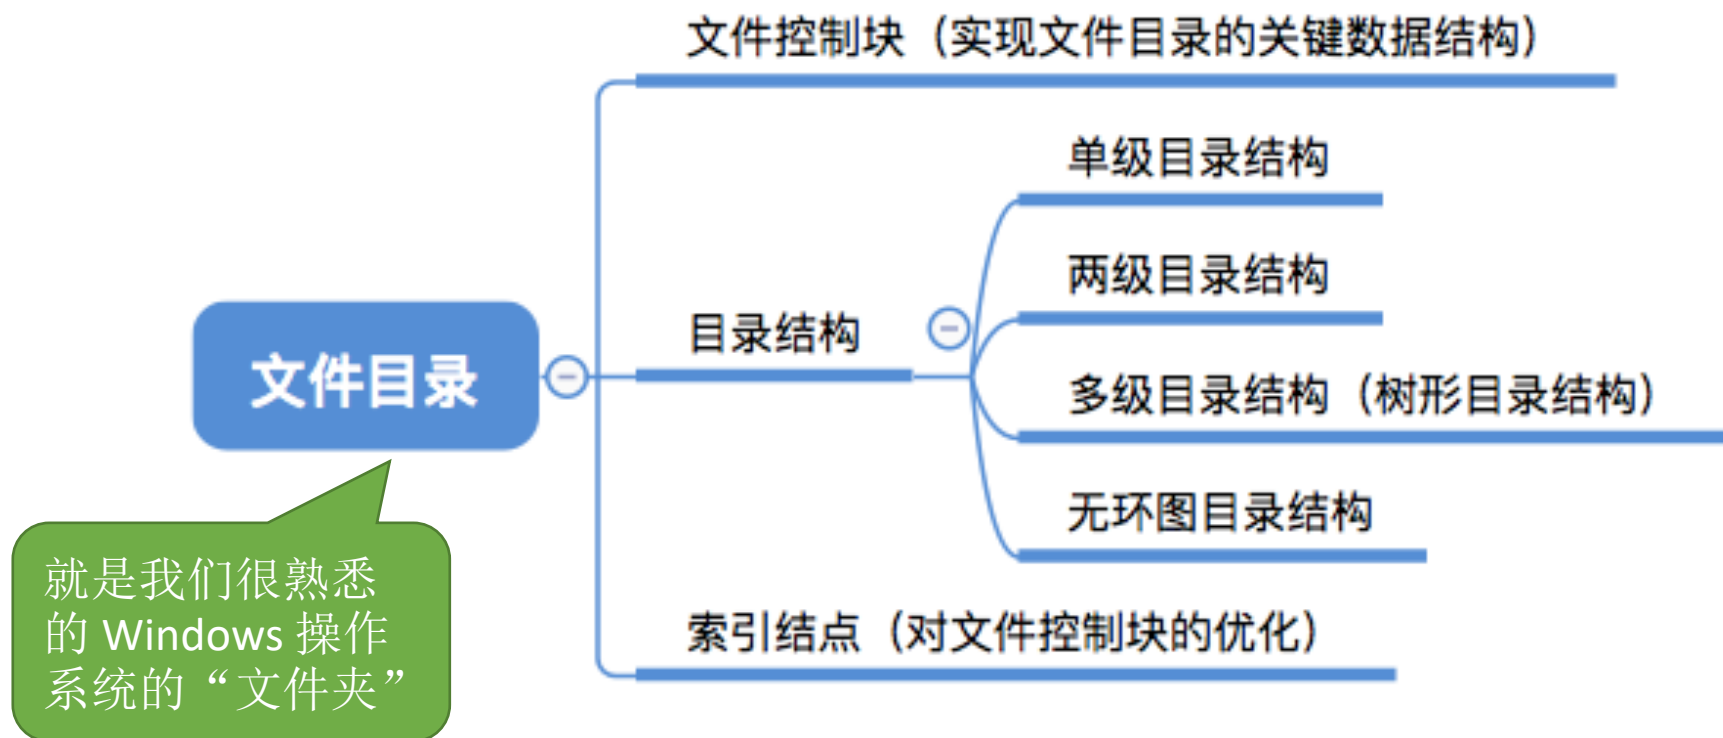 文件控制块（实现文件目录的关键数据结构）
单级目录结构
两级目录结构
目录结构
文件目录
多级目录结构（树形目录结构）
无环图目录结构
就是我们很熟悉
的 Windows 操作
系统的“文件夹”
索引结点（对文件控制块的优化）